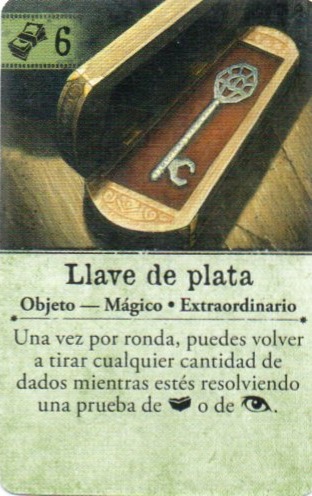 6
Llave de plata
Objeto — Mágico • Extraordinario
Una vez por ronda, puedes volver
a tirar cualquier cantidad de
dados mientras estés resolviendo
una prueba de o de .